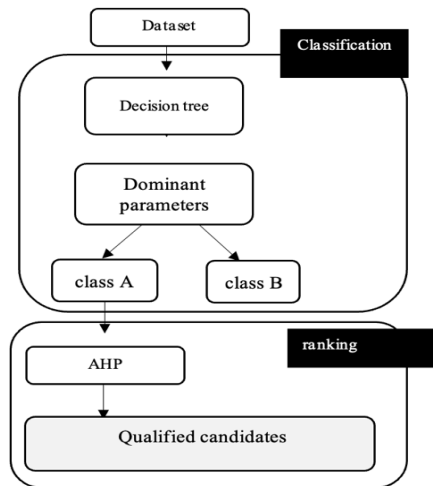 Dataset
Classification
Decision tree
Dominant
parameters
class A
class B
ranking
AHP
Qualified candidates